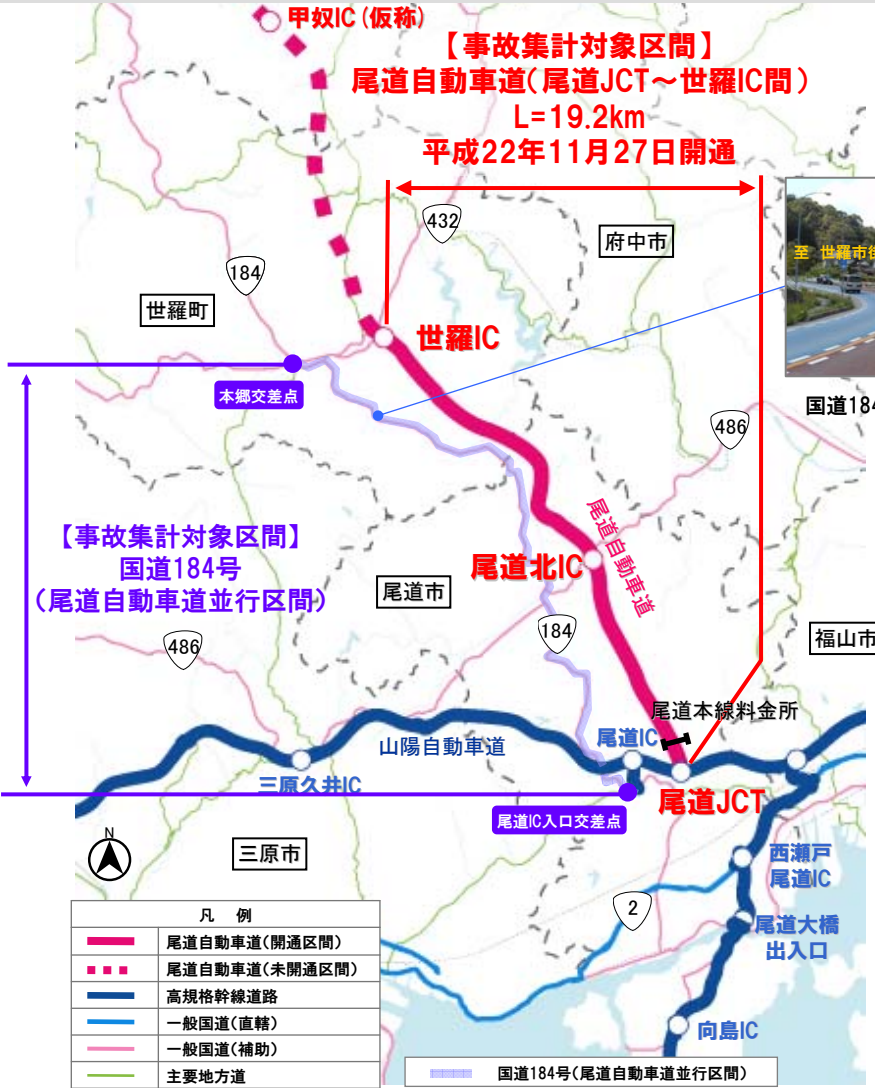 甲奴IC(仮称)
【事故集計対象区間】
尾道自動車道(尾道JCT～世羅IC間)
L=19.2km
平成22年11月27日開通
432
府中市
184
世羅町
至 世羅市街
世羅IC
本郷交差点
国道184
486
【事故集計対象区間】
国道184号
(尾道自動車道並行区間)
尾道自動車道
尾道北IC
尾道市
184
486
福山市
尾道本線料金所
山陽自動車道
尾道IC
三原久井IC
尾道JCT
尾道IC入口交差点
N
三原市
西瀬戸
尾道IC
2
尾道大橋
出入口
向島IC
凡 例
尾道自動車道(開通区間)
尾道自動車道(未開通区間)
高規格幹線道路
一般国道(直轄)
一般国道(補助)
主要地方道
国道184号(尾道自動車道並行区間)